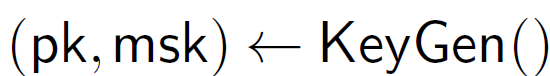 (pk, msk) ← KeyGen()